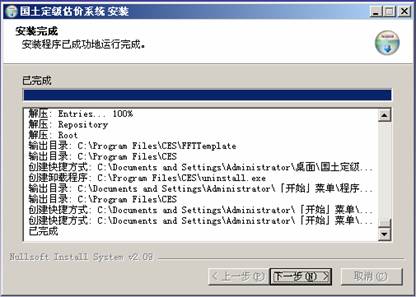 国土定级估价系统 安装
安装完成
安装程序已成功地运行完成。
已完成
解压: Entries... 100%
解压: Repository
解压: Root
输出目录: C:\Program Files\CES\FPTTemplate
输出目录: C:\Program Files\CES
创建快捷方式: C:\Documents and Settings\Administrator\桌面\国土定级...
创建卸载程序: C:\Program Files\CES\uninstall.exe
输出目录: C:\Documents and Settings\Administrator\「开始」菜单\程序...
输出目录: C:\Program Files\CES
创建快捷方式: C:\Documents and Settings\Administrator\「开始」菜单\...
创建快捷方式: C:\Documents and Settings\Administrator\「开始」菜单\...
已完成
Nullsoft Install System v2.09
< 上一步(P) 下一步(N) > 取消(C)